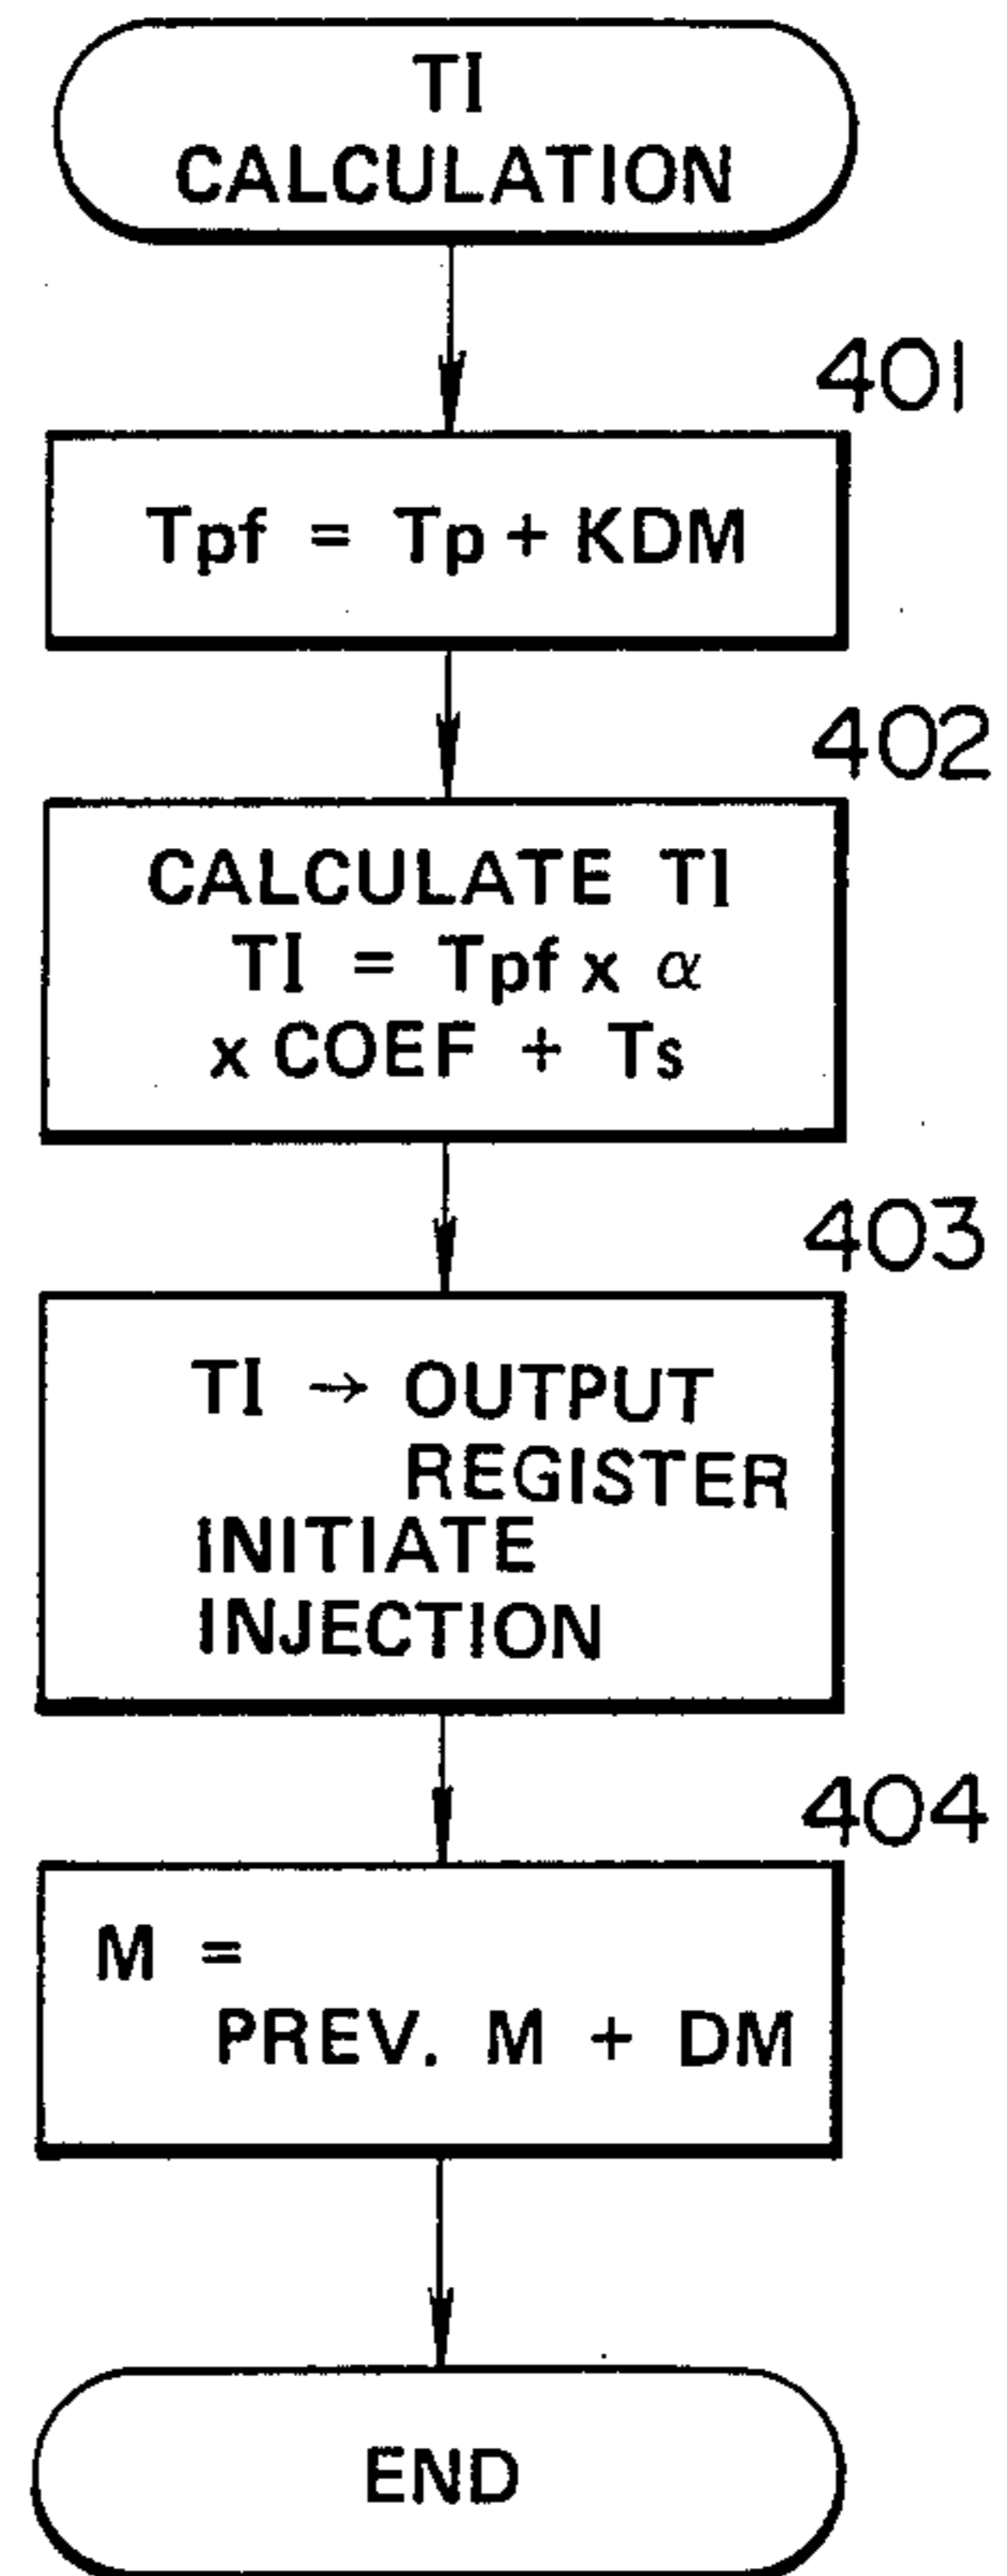 TI
CALCULATION
401
Tpf = Tp + KDM
402
CALCULATE TI
TI = Tpf x α
x COEF + Ts
403
TI → OUTPUT
REGISTER
INITIATE
INJECTION
404
M =
PREV. M + DM
END